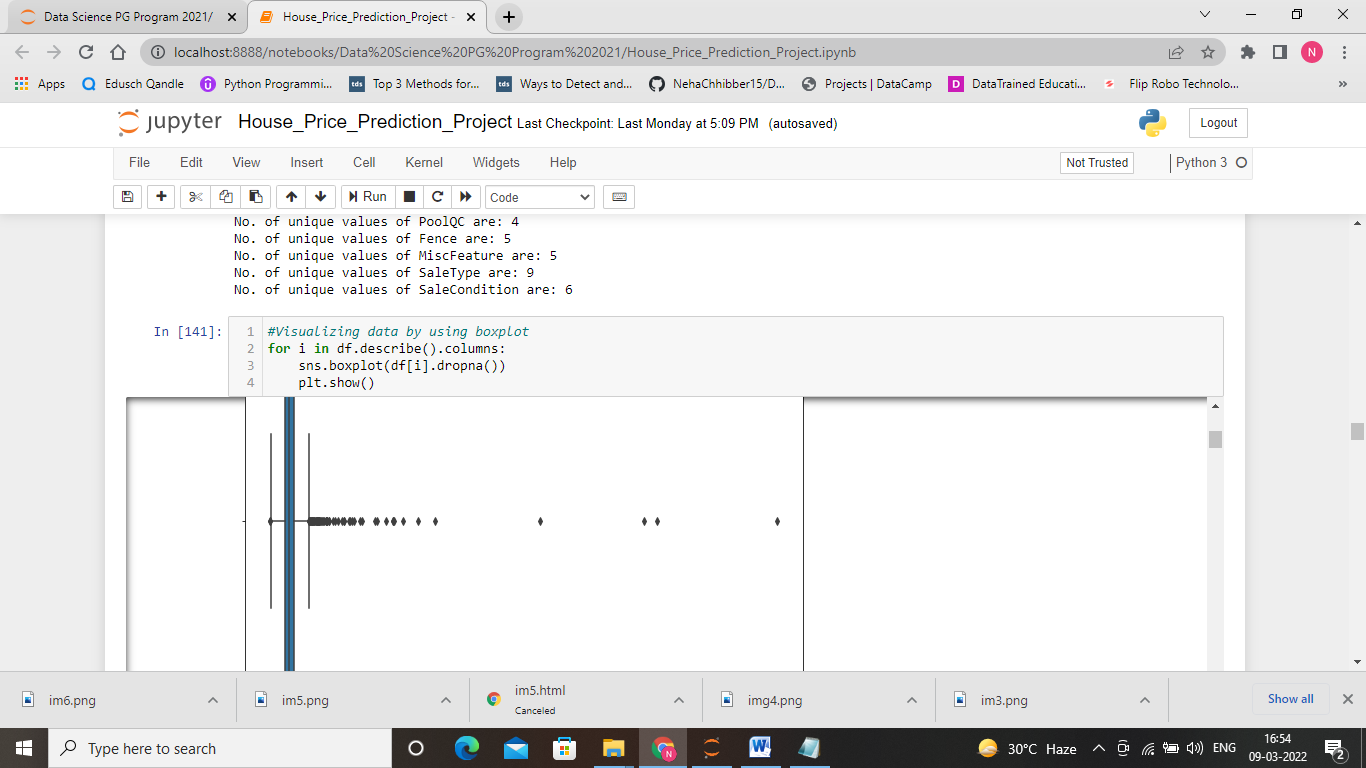 Data Science PG Program 2021/
House_Price_Prediction_Project -
localhost:8888/notebooks/Data%20Science%20PG%20Program%202021/House_Price_Prediction_Project.ipynb
N
Apps
Edusch Qandle
Python Programmi...
tds Top 3 Methods for...
tds Ways to Detect and...
NehaChhibber15/D...
Projects | DataCamp
D DataTrained Educati...
Flip Robo Technolo...
»
jupyter House_Price_Prediction_Project Last Checkpoint: Last Monday at 5:09 PM (autosaved)
Logout
File Edit View Insert Cell Kernel Widgets Help
Not Trusted
Python 3
Run
Code
No. of unique values of PoolQC are: 4
No. of unique values of Fence are: 5
No. of unique values of MiscFeature are: 5
No. of unique values of SaleType are: 9
No. of unique values of SaleCondition are: 6
In [141]:
1 #Visualizing data by using boxplot
2 for i in df.describe().columns:
3     sns.boxplot(df[i].dropna())
4     plt.show()
im6.png
im5.png
im5.html
Canceled
img4.png
im3.png
Show all
Type here to search
N
W
30°C Haze
ENG
16:54
09-03-2022
2